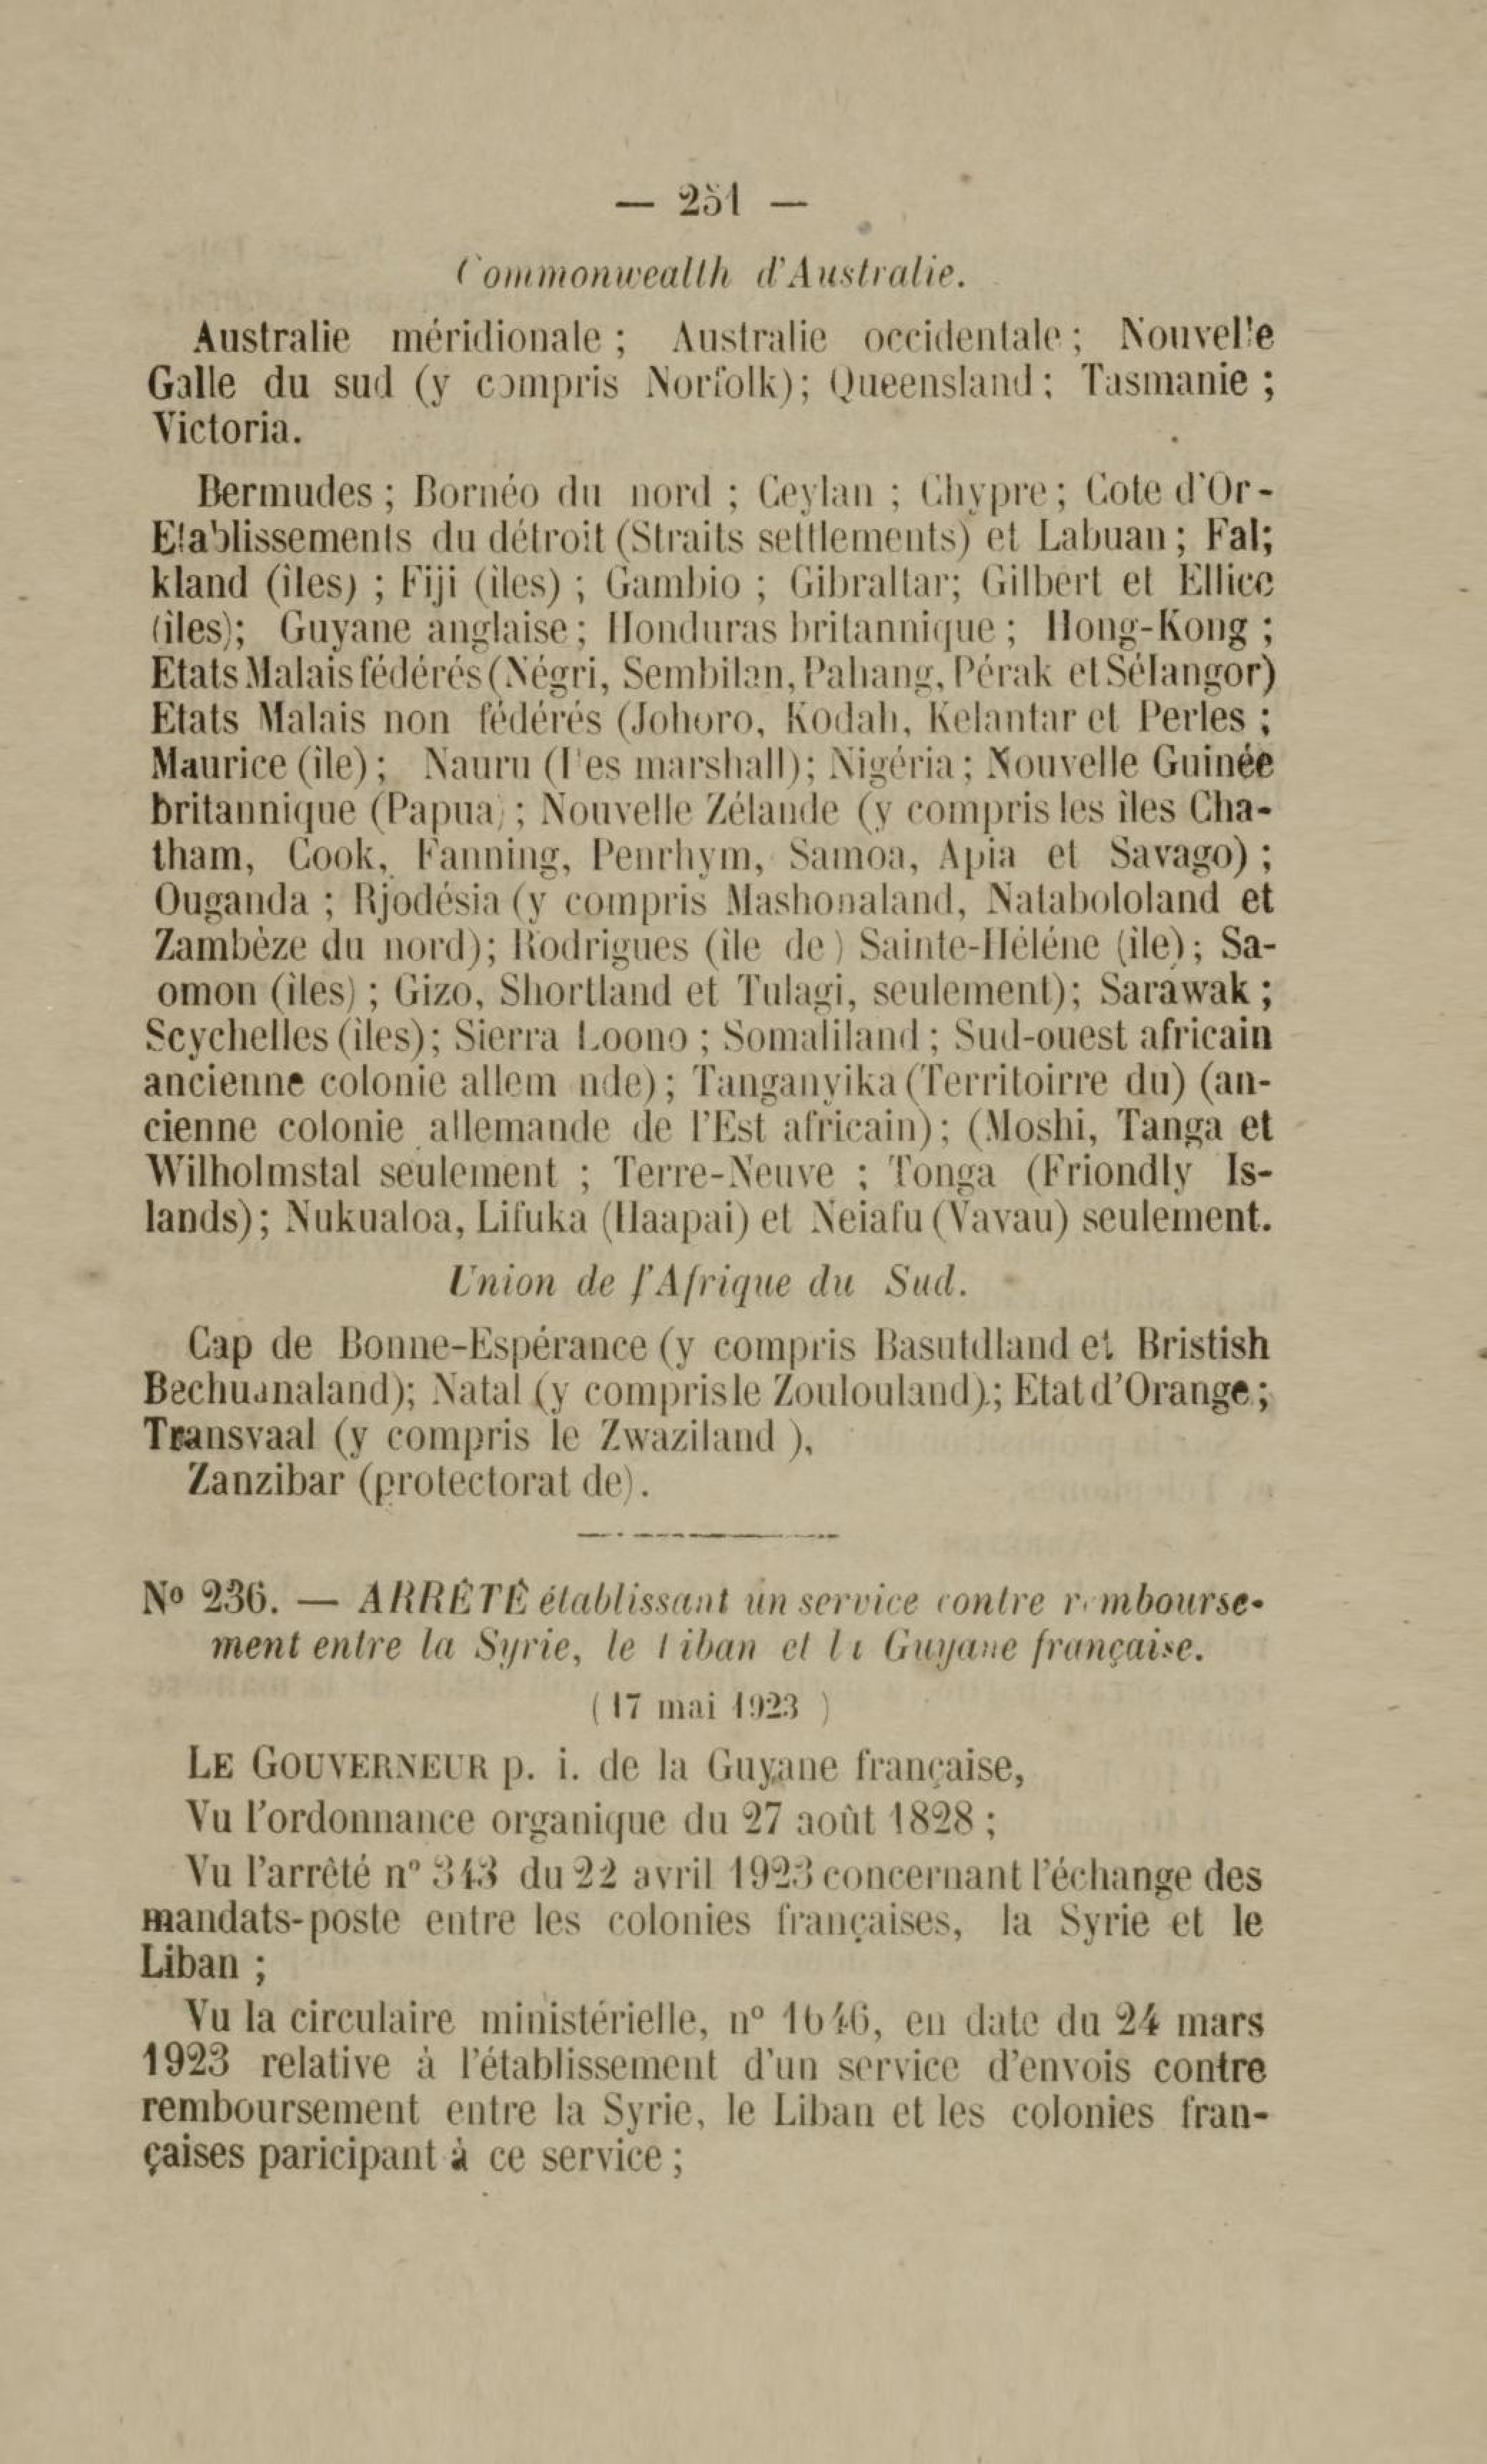 — 251 —
Commonwealth d'Australie.
Australie méridionale ; Australie occidentale ; Nouvelle
Galle du sud (y compris Norfolk) ; Queensland ; Tasmanie ;
Victoria.
Bermudes ; Bornéo du nord ; Ceylan ; Chypre ; Cote d'Or-
Etablissements du détroit (Straits settlements) et Labuan ; Fal;
kland (îles) ; Fiji (îles) ; Gambio ; Gibraltar; Gilbert et Ellice
(îles); Guyane anglaise ; Honduras britannique ; Hong-Kong ;
Etats Malais fédérés (Négri, Sembilan, Pahang, Pérak et Sélangor)
Etats Malais non fédérés (Johoro, Kodah, Kelantar et Perles ;
Maurice (île) ; Nauru (I'es marshall); Nigéria ; Nouvelle Guinée
britannique (Papua) ; Nouvelle Zélande (y compris les îles Cha-
tham, Cook, Fanning, Penrhym, Samoa, Apia et Savago) ;
Ouganda ; Rjodésia (y compris Mashonaland, Natabololand et
Zambèze du nord); Rodrigues (île de) Sainte-Héléne (île) ; Sa-
omon (îles) ; Gizo, Shortland et Tulagi, seulement); Sarawak ;
Scychelles (îles); Sierra Loono ; Somaliland ; Sud-ouest africain
ancienne colonie allem nde) ; Tanganyika (Territoirre du) (an-
cienne colonie allemande de l'Est africain) ; (Moshi, Tanga et
Wilholmstal seulement ; Terre-Neuve ; Tonga (Friondly Is-
lands) ; Nukualoa, Lifuka (Haapai) et Neiafu (Vavau) seulement.
Union de l'Afrique du Sud.
Cap de Bonne-Espérance (y compris Basutdland et Bristish
Bechuanaland); Natal (y compris le Zoulouland).; Etat d'Orange ;
Transvaal (y compris le Zwaziland ),
Zanzibar (protectorat de).
Nº 236. — ARRÊTÉ établissant un service contre rembourse-
ment entre la Syrie, le Liban et la Guyane française.
( 17 mai 1923 )
LE GOUVERNEUR p. i. de la Guyane française,
Vu l'ordonnance organique du 27 août 1828 ;
Vu l'arrêté nº 343 du 22 avril 1923 concernant l'échange des
mandats-poste entre les colonies françaises, la Syrie et le
Liban ;
Vu la circulaire ministérielle, nº 1646, en date du 24 mars
1923 relative à l'établissement d'un service d'envois contre
remboursement entre la Syrie, le Liban et les colonies fran-
çaises paricipant à ce service ;